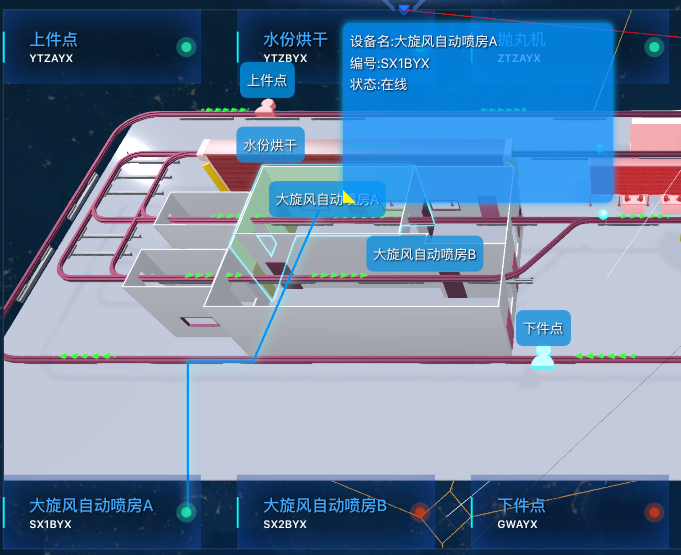 上件点
YTZAYX
水份烘干
YTZBYX
抛丸机
ZTZAYX
设备名:大旋风自动喷房A
编号:SX1BYX
状态:在线
上件点
水份烘干
大旋风自动喷房A
大旋风自动喷房B
下件点
大旋风自动喷房A
SX1BYX
大旋风自动喷房B
SX2BYX
下件点
GWAYX